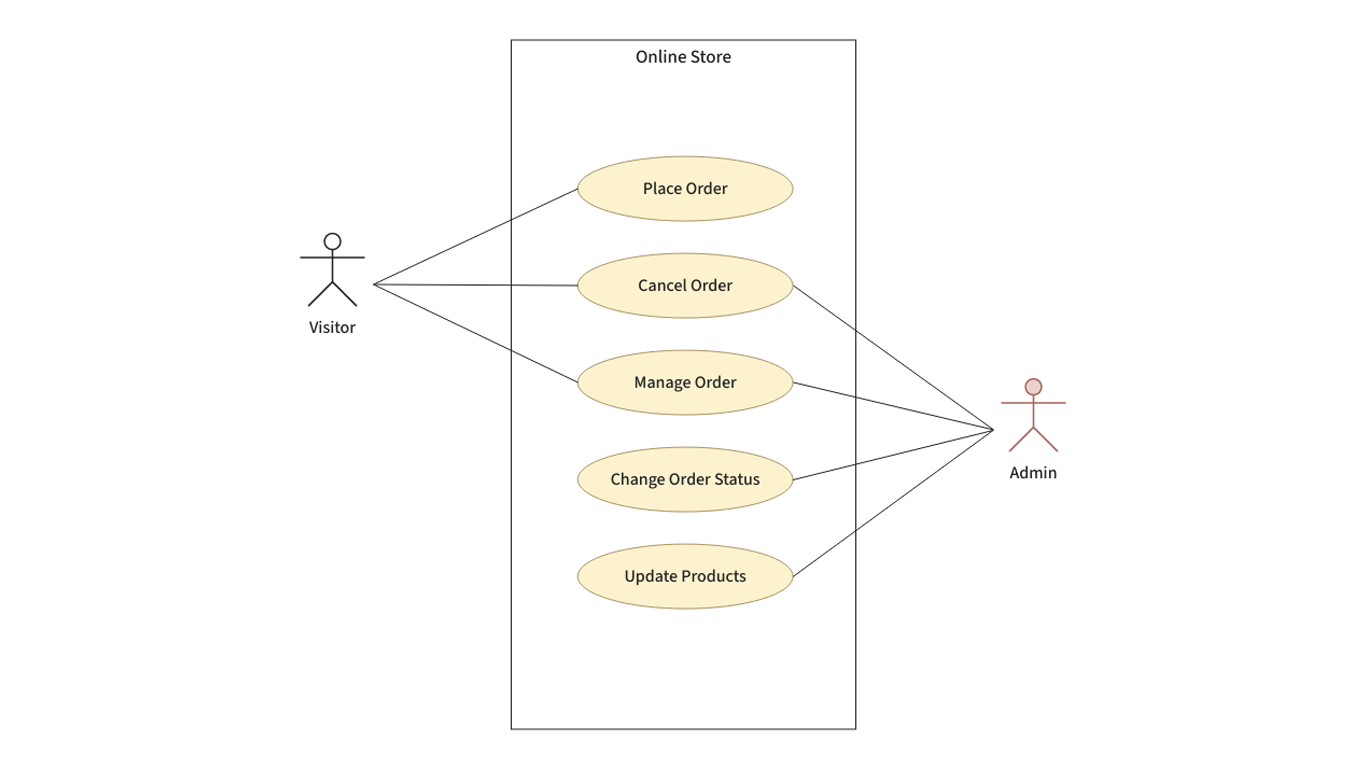 Online Store
Place Order
Cancel Order
Visitor
Manage Order
Admin
Change Order Status
Update Products